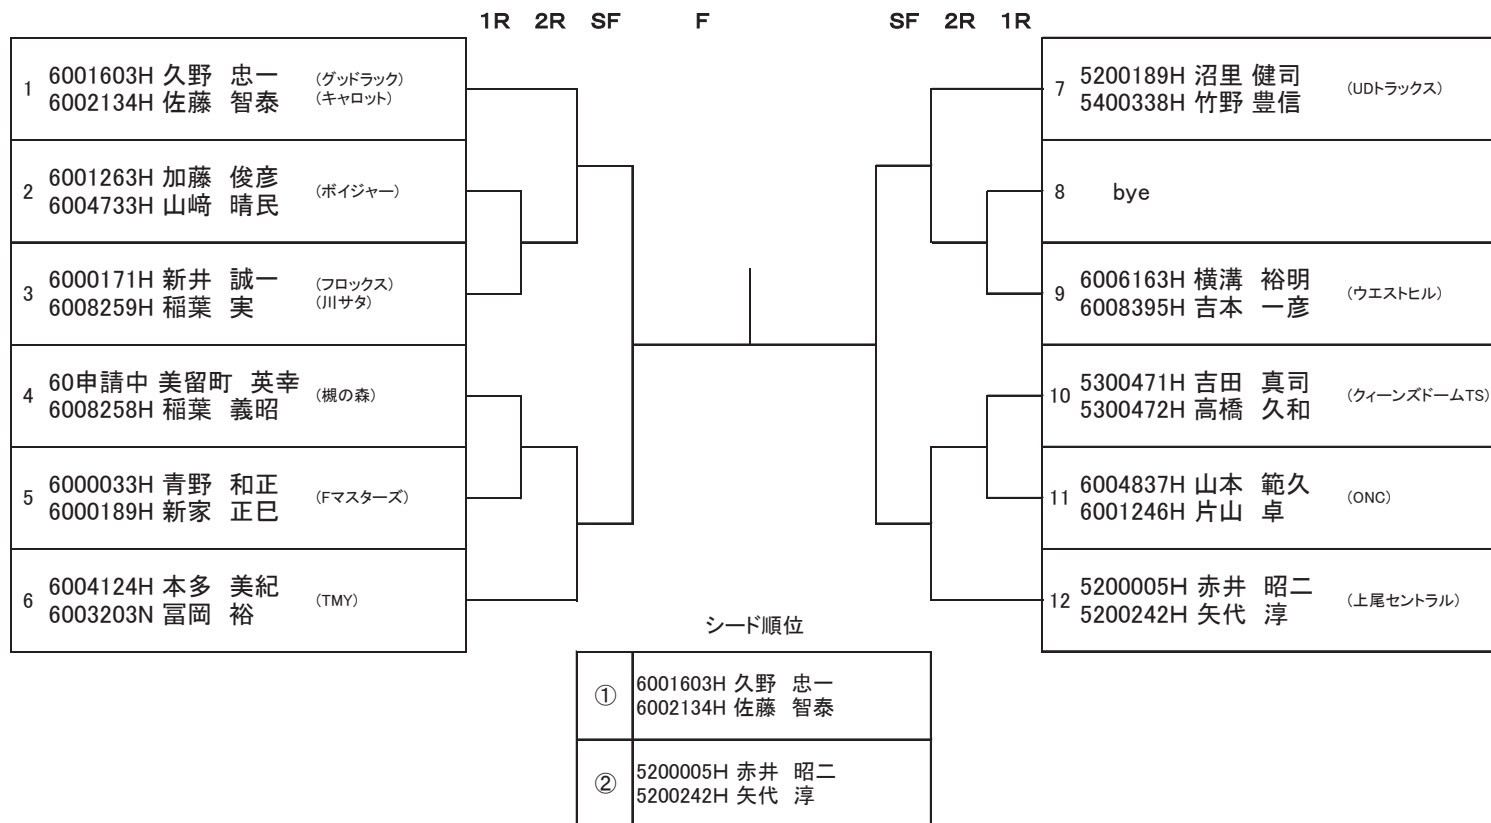 1R 2R SF F SF 2R 1R
1 6001603H 久野 忠一 (グッドラック)
6002134H 佐藤 智泰 (キャロット)
2 6001263H 加藤 俊彦 (ボイジャー)
6004733H 山﨑 晴民
3 6000171H 新井 誠一 (フロックス)
6008259H 稲葉 実 (川サタ)
4 60申請中 美留町 英幸 (槻の森)
6008258H 稲葉 義昭
5 6000033H 青野 和正 (Fマスターズ)
6000189H 新家 正巳
6 6004124H 本多 美紀 (TMY)
6003203N 冨岡 裕
7 5200189H 沼里 健司 (UDトラックス)
5400338H 竹野 豊信
8 bye
9 6006163H 横溝 裕明 (ウエストヒル)
6008395H 吉本 一彦
10 5300471H 吉田 真司 (クィーンズドームTS)
5300472H 高橋 久和
11 6004837H 山本 範久 (ONC)
6001246H 片山 卓
12 5200005H 赤井 昭二 (上尾セントラル)
5200242H 矢代 淳
シード順位
① 6001603H 久野 忠一
6002134H 佐藤 智泰
② 5200005H 赤井 昭二
5200242H 矢代 淳